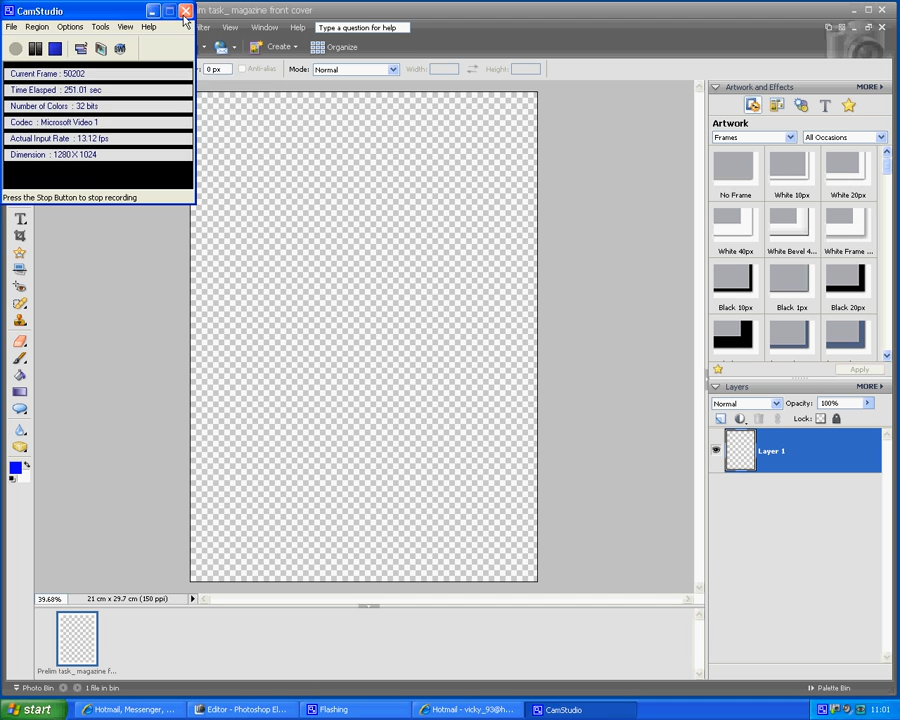 CamStudio
lim task_ magazine front cover
File Region Options Tools View Help
ilter View Window Help Type a question for help
Create Organize
0 px Anti-alias Mode: Normal Width: Height:
Current Frame : 50202
Time Elasped : 251.01 sec
Number of Colors : 32 bits
Codec : Microsoft Video 1
Actual Input Rate : 13.12 fps
Dimension : 1280 X 1024
Press the Stop Button to stop recording
Artwork and Effects MORE
Artwork
Frames All Occasions
No Frame White 10px White 20px
White 40px White Bevel 4... White Frame ...
Black 10px Black 1px Black 20px
Apply
Layers MORE
Normal Opacity: 100%
Lock:
Layer 1
39.68% 21 cm x 29.7 cm (150 ppi)
Prelim task_ magazine f...
Photo Bin 1 file in bin Palette Bin
start Hotmail, Messenger, ... Editor - Photoshop El... Flashing Hotmail - vicky_93@h... CamStudio 11:01